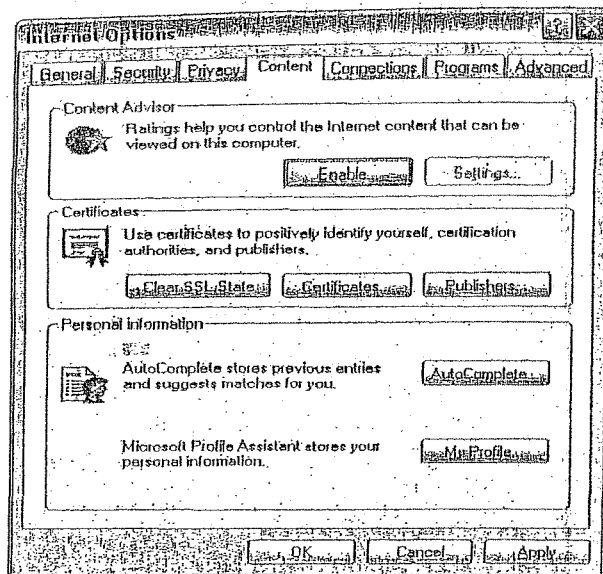 Internet Options
General Security Privacy Content Connections Programs Advanced
Content Advisor
Ratings help you control the Internet content that can be
viewed on this computer.
Enable... Settings...
Certificates
Use certificates to positively identify yourself, certification
authorities, and publishers.
Clear SSL State Certificates... Publishers...
Personal information
AutoComplete stores previous entries
and suggests matches for you.
AutoComplete...
Microsoft Profile Assistant stores your
personal information.
My Profile...
OK Cancel Apply